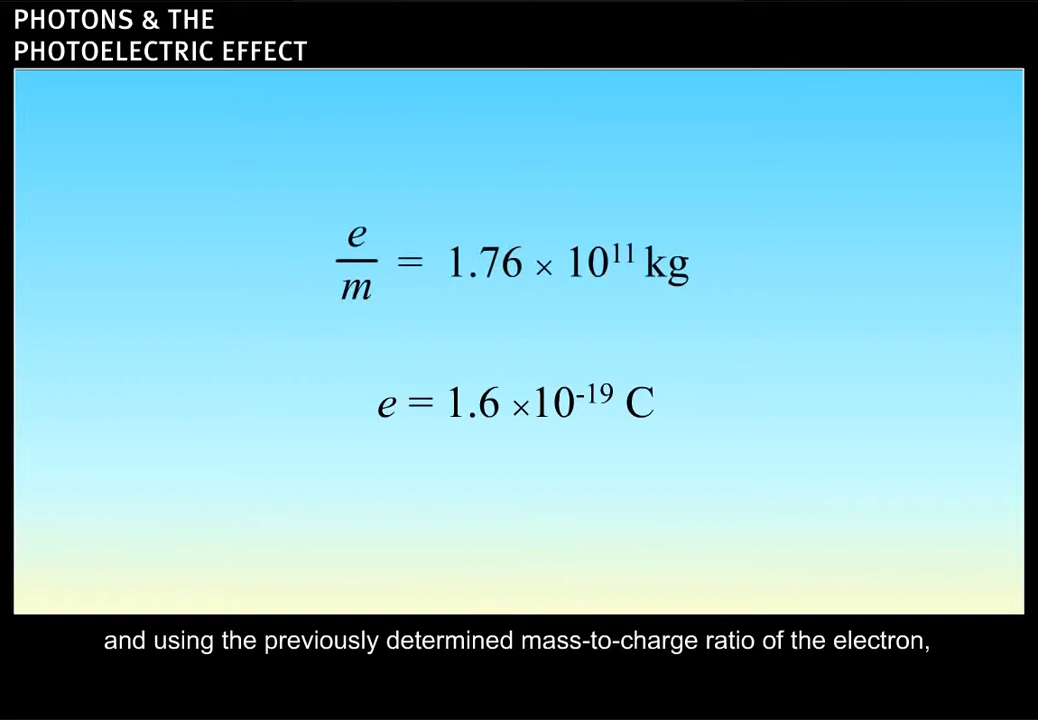 PHOTONS & THE
PHOTOELECTRIC EFFECT
e/m = 1.76 × 10¹¹ kg
e = 1.6 ×10⁻¹⁹ C
and using the previously determined mass-to-charge ratio of the electron,